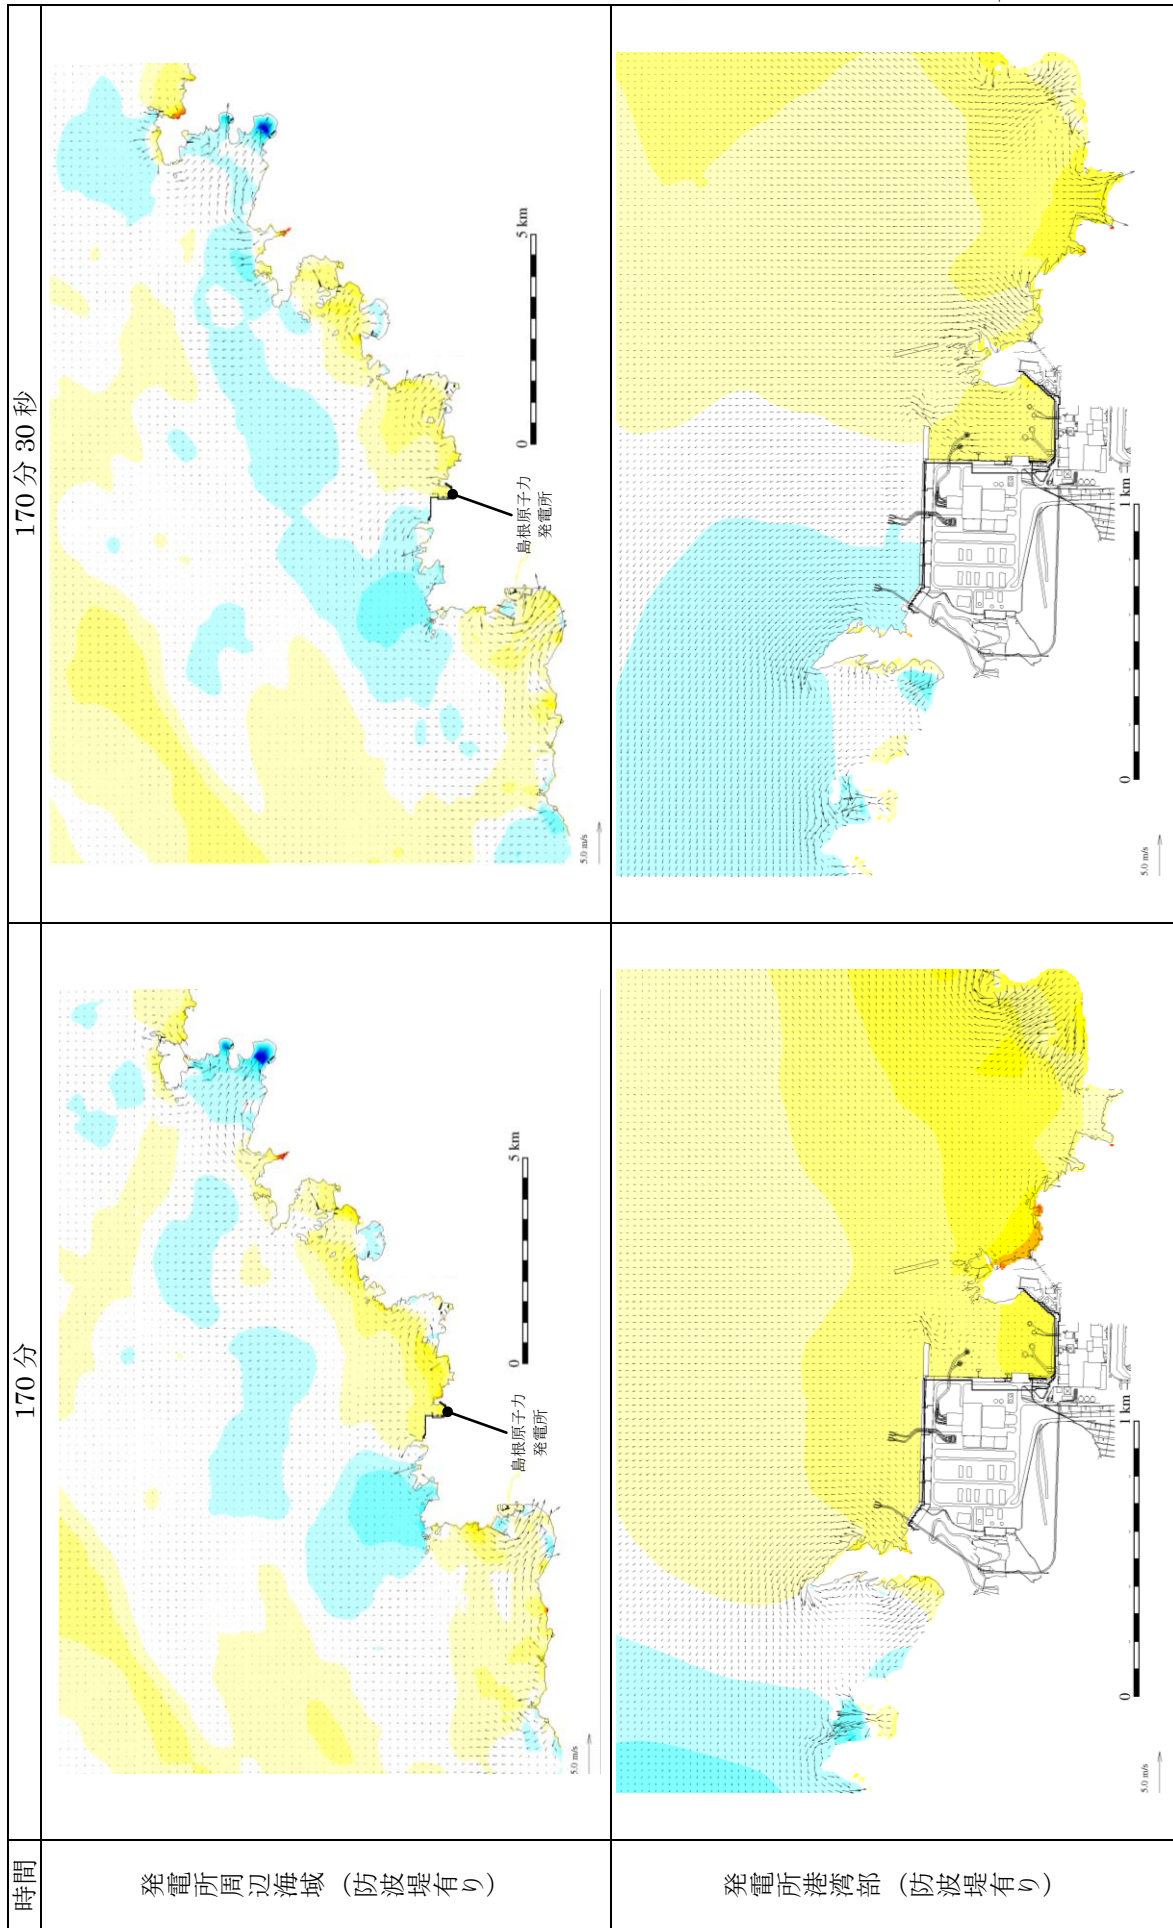 時間
170分
170分 30秒
発電所周辺海域 (防波堤有り)
島根原子力
発電所
0
5 km
5.0 m/s
島根原子力
発電所
0
5 km
5.0 m/s
発電所港湾部 (防波堤有り)
0
1 km
5.0 m/s
0
1 km
5.0 m/s